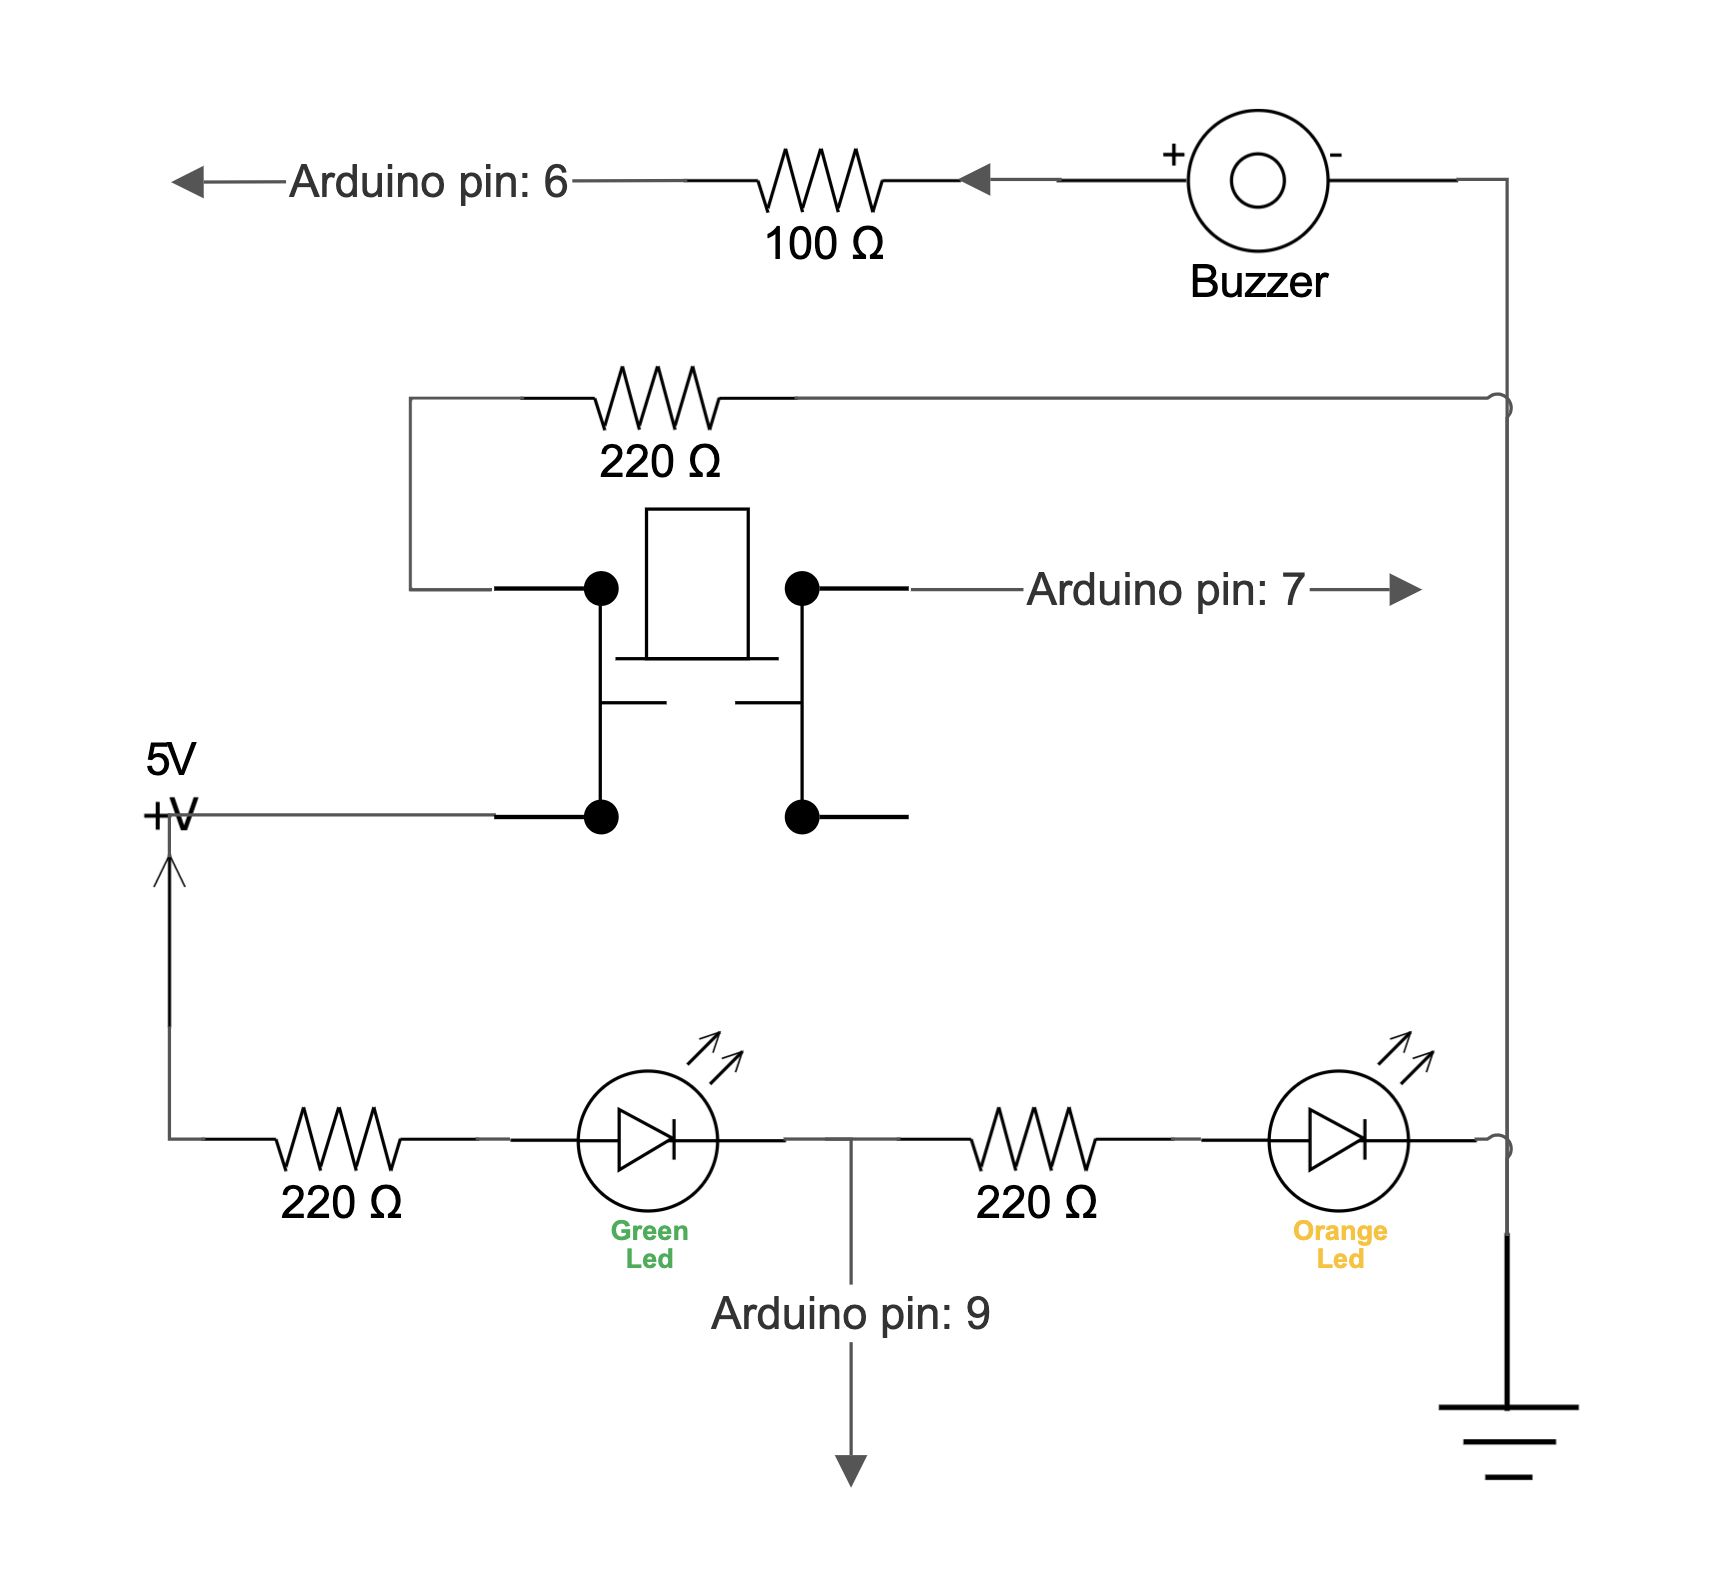 Arduino pin: 6
+
-
100 Ω
Buzzer
220 Ω
Arduino pin: 7
5V
+V
220 Ω
Green
Led
220 Ω
Orange
Led
Arduino pin: 9